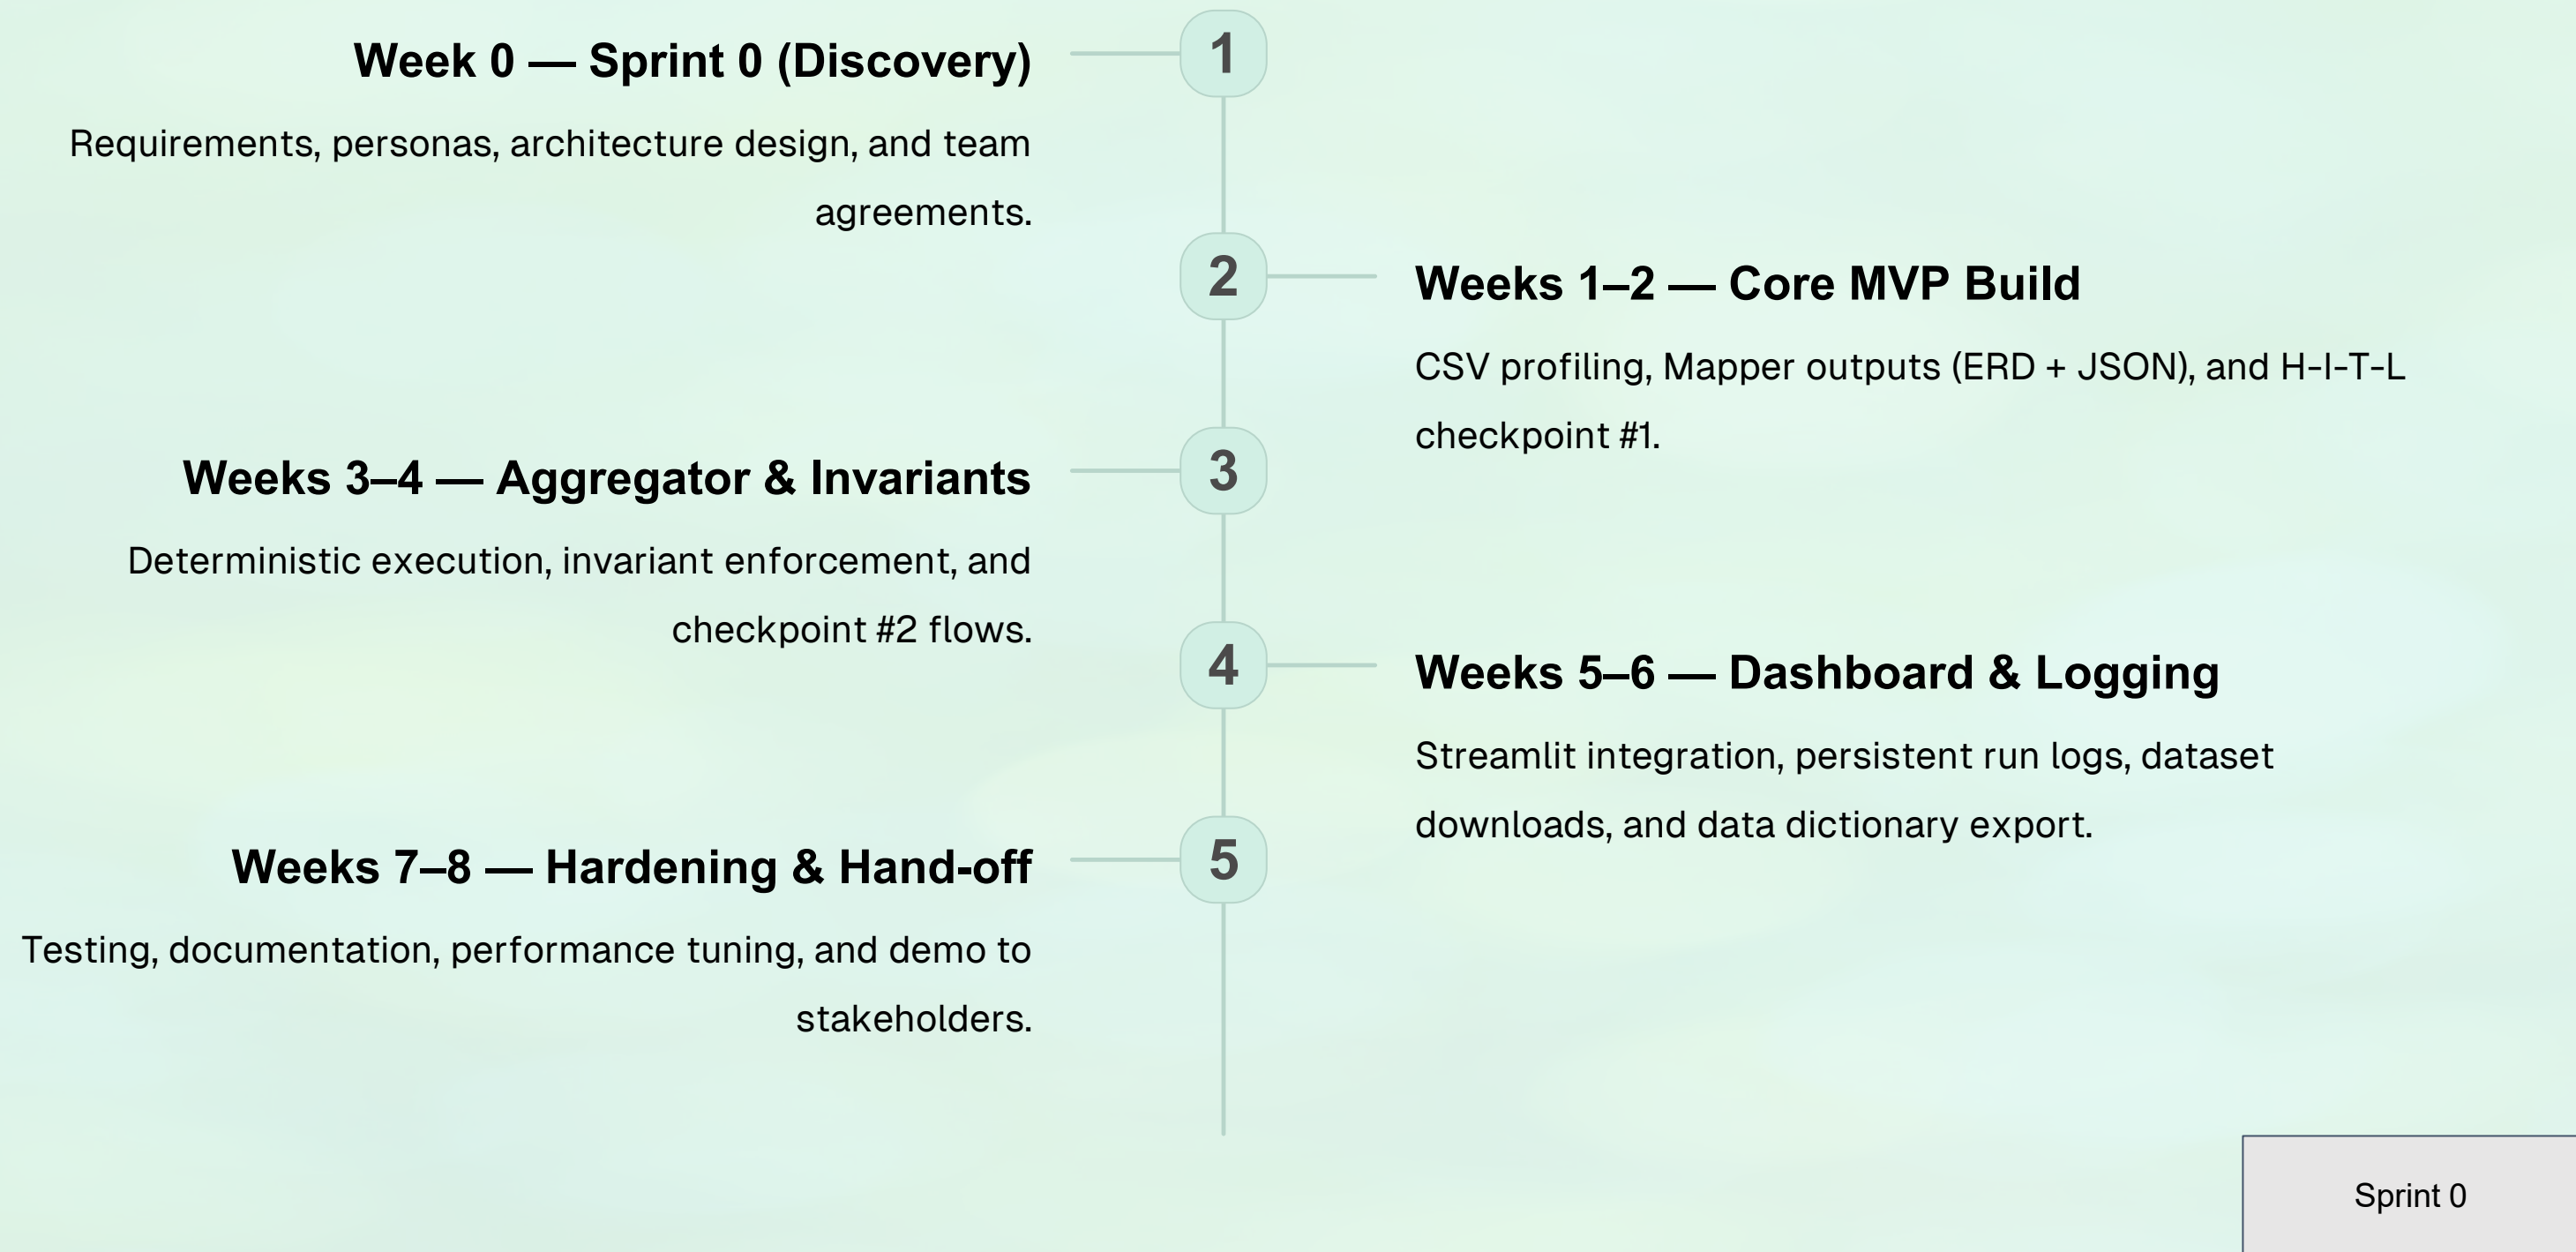 1
Week 0 — Sprint 0 (Discovery)
Requirements, personas, architecture design, and team
agreements.
2
Weeks 1–2 — Core MVP Build
CSV profiling, Mapper outputs (ERD + JSON), and H-I-T-L
checkpoint #1.
3
Weeks 3–4 — Aggregator & Invariants
Deterministic execution, invariant enforcement, and
checkpoint #2 flows.
4
Weeks 5–6 — Dashboard & Logging
Streamlit integration, persistent run logs, dataset
downloads, and data dictionary export.
5
Weeks 7–8 — Hardening & Hand-off
Testing, documentation, performance tuning, and demo to
stakeholders.
Sprint 0